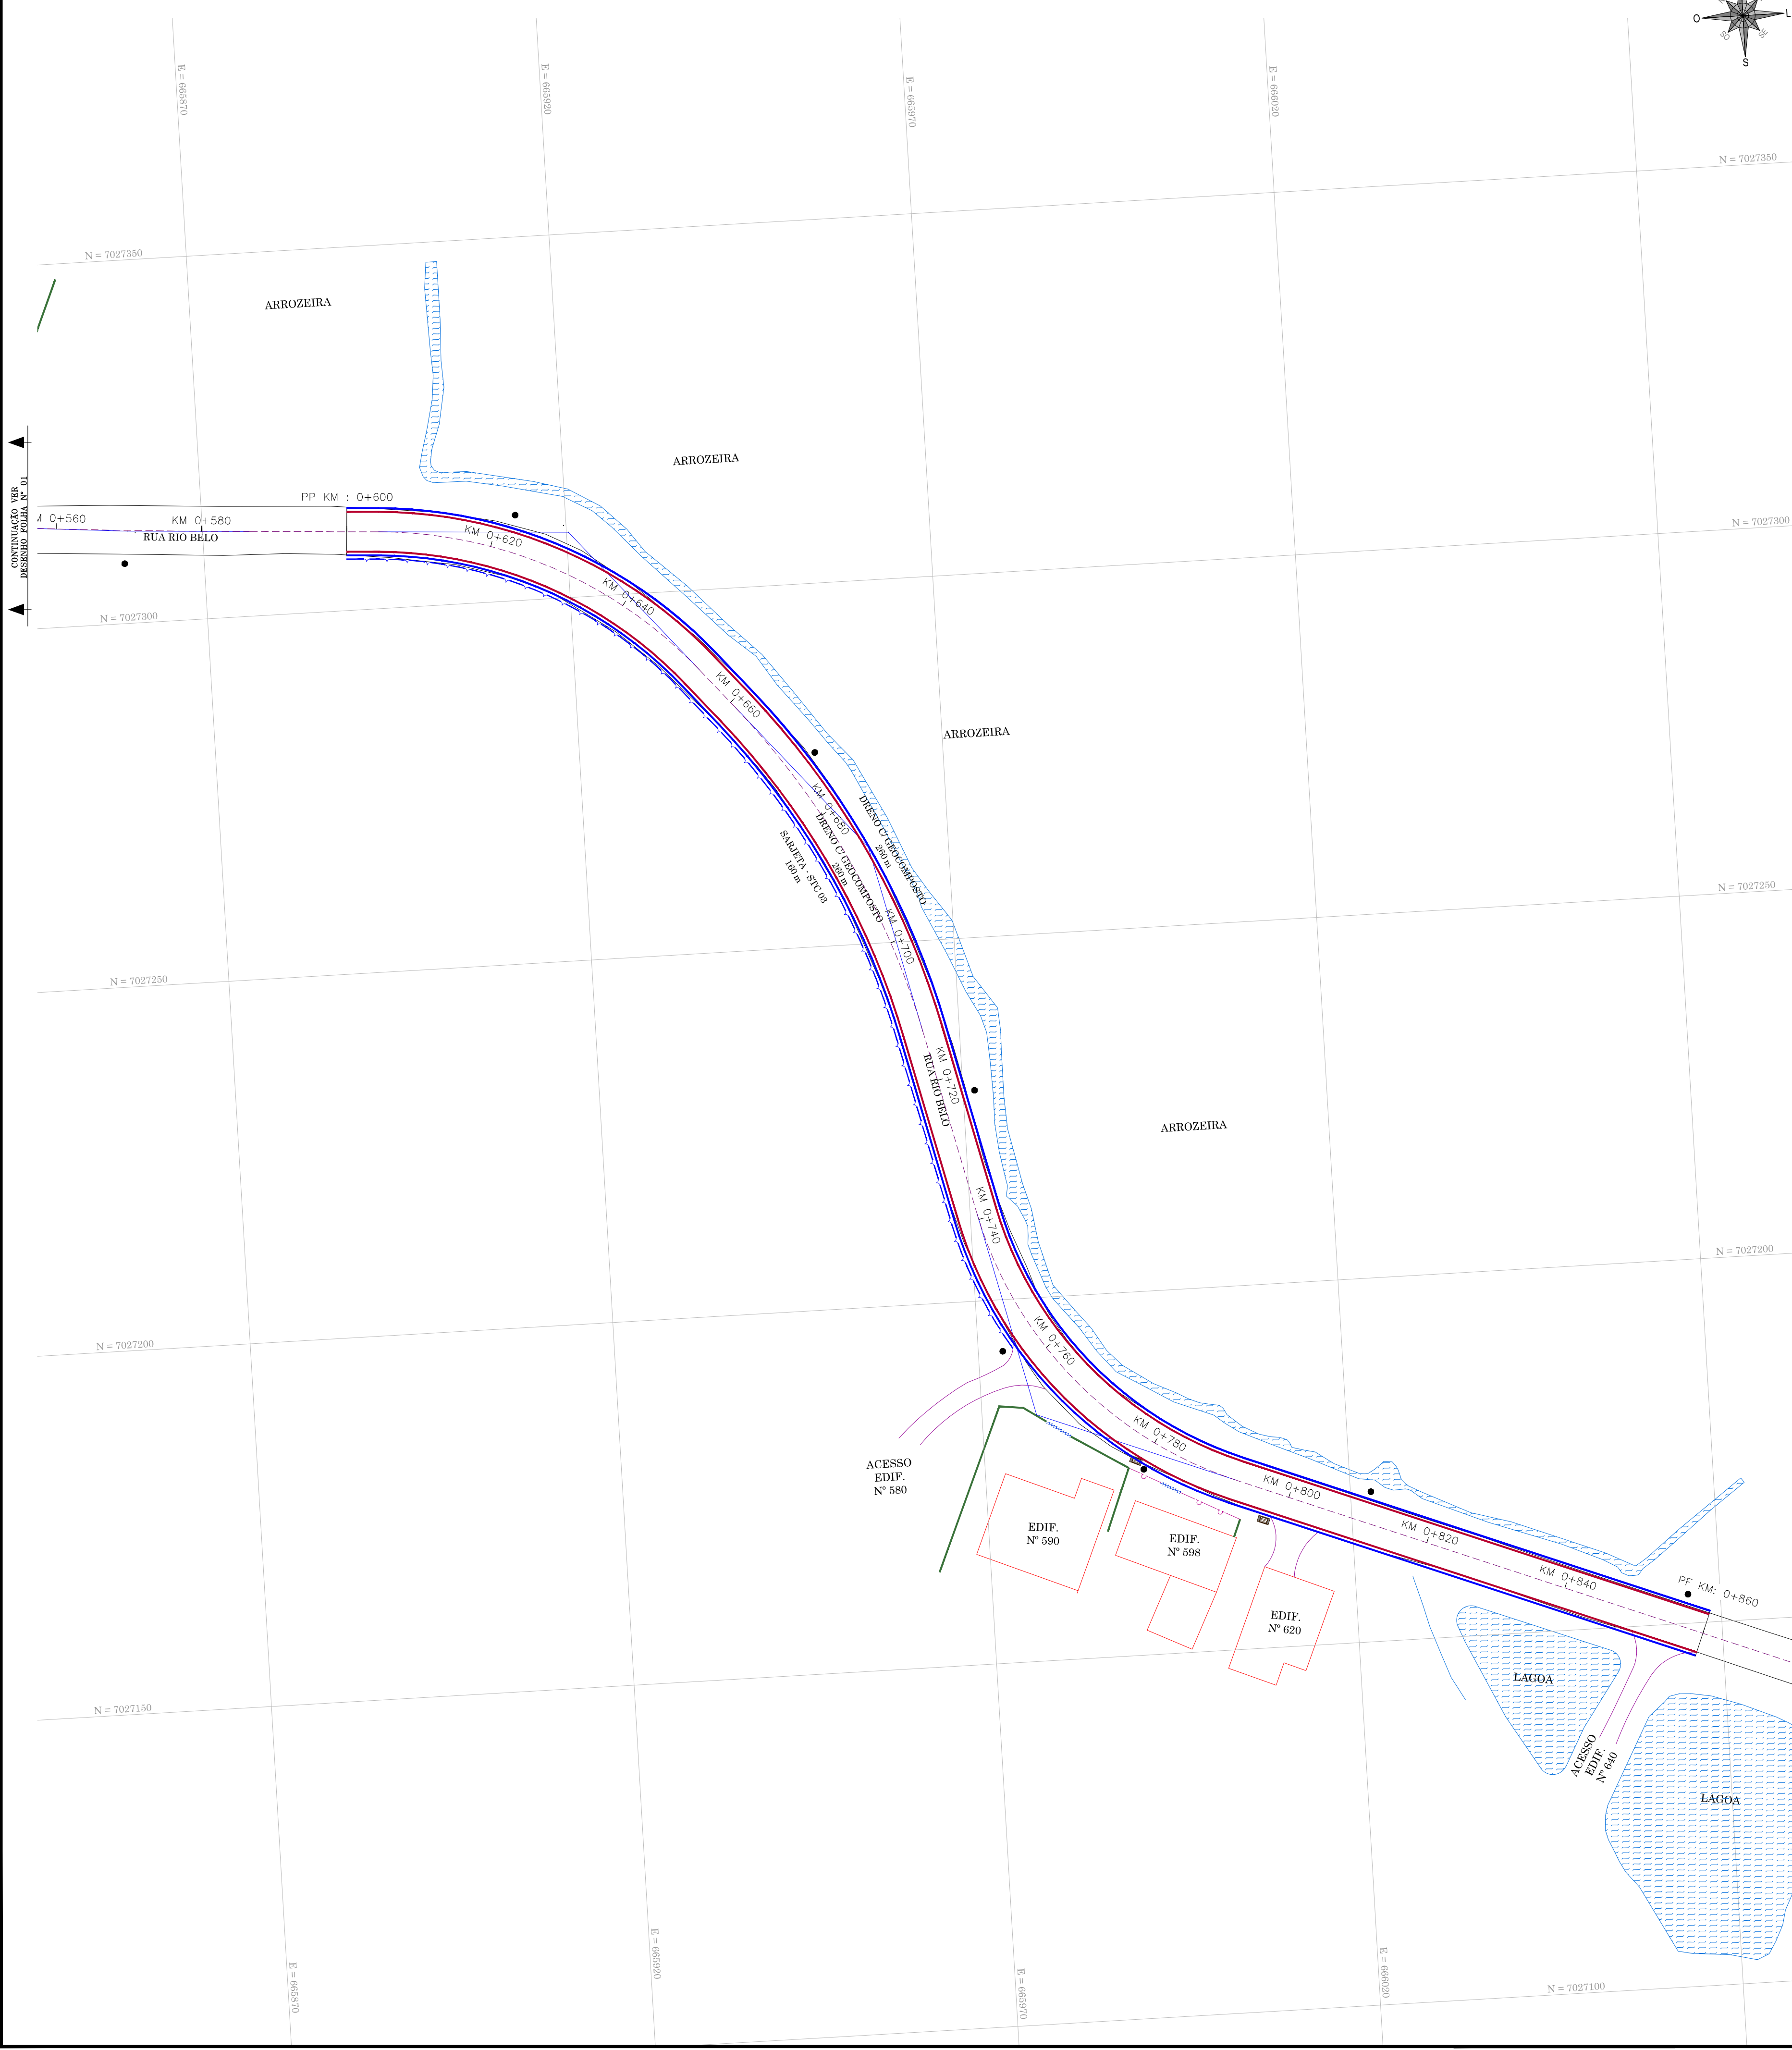 O
L
SO
SE
S
E = 665870
E = 665920
E = 665970
E = 666020
N = 7027350
N = 7027350
ARROZEIRA
ARROZEIRA
CONTINUAÇÃO VER
DESENHO FOLHA Nº 01
PP KM : 0+600
M 0+560
KM 0+580
RUA RIO BELO
KM 0+620
N = 7027300
KM 0+640
N = 7027300
KM 0+660
ARROZEIRA
KM 0+680
DRENO C/ GEOCOMPOSTO
260 m
DRENO C/ GEOCOMPOSTO
260 m
SARJETA - STC 03
160 m
N = 7027250
KM 0+700
N = 7027250
KM 0+720
RUA RIO BELO
ARROZEIRA
KM 0+740
N = 7027200
N = 7027200
KM 0+760
KM 0+780
ACESSO
EDIF.
Nº 580
KM 0+800
KM 0+820
EDIF.
Nº 590
EDIF.
Nº 598
KM 0+840
PF KM: 0+860
EDIF.
Nº 620
LAGOA
N = 7027150
ACESSO
EDIF.
Nº 640
LAGOA
E = 665870
E = 665920
E = 665970
E = 666020
N = 7027100